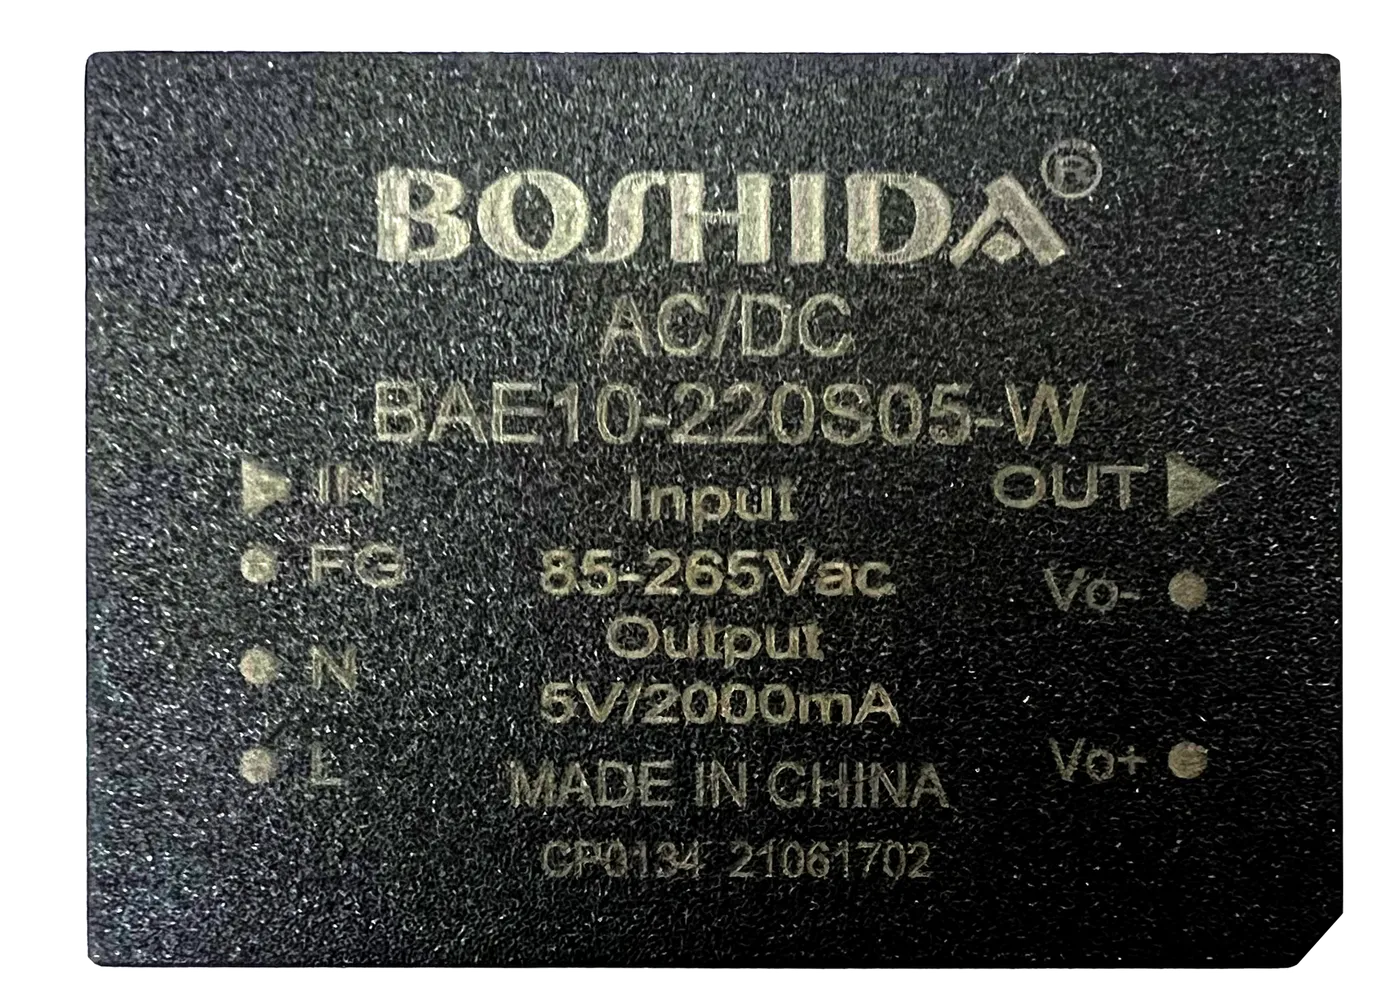 BOSHIDA®
AC/DC
BAE10-220S05-W
IN
OUT
Input
FG
85-265Vac
Vo-
Output
N
5V/2000mA
L
Vo+
MADE IN CHINA
CP0134 21061702